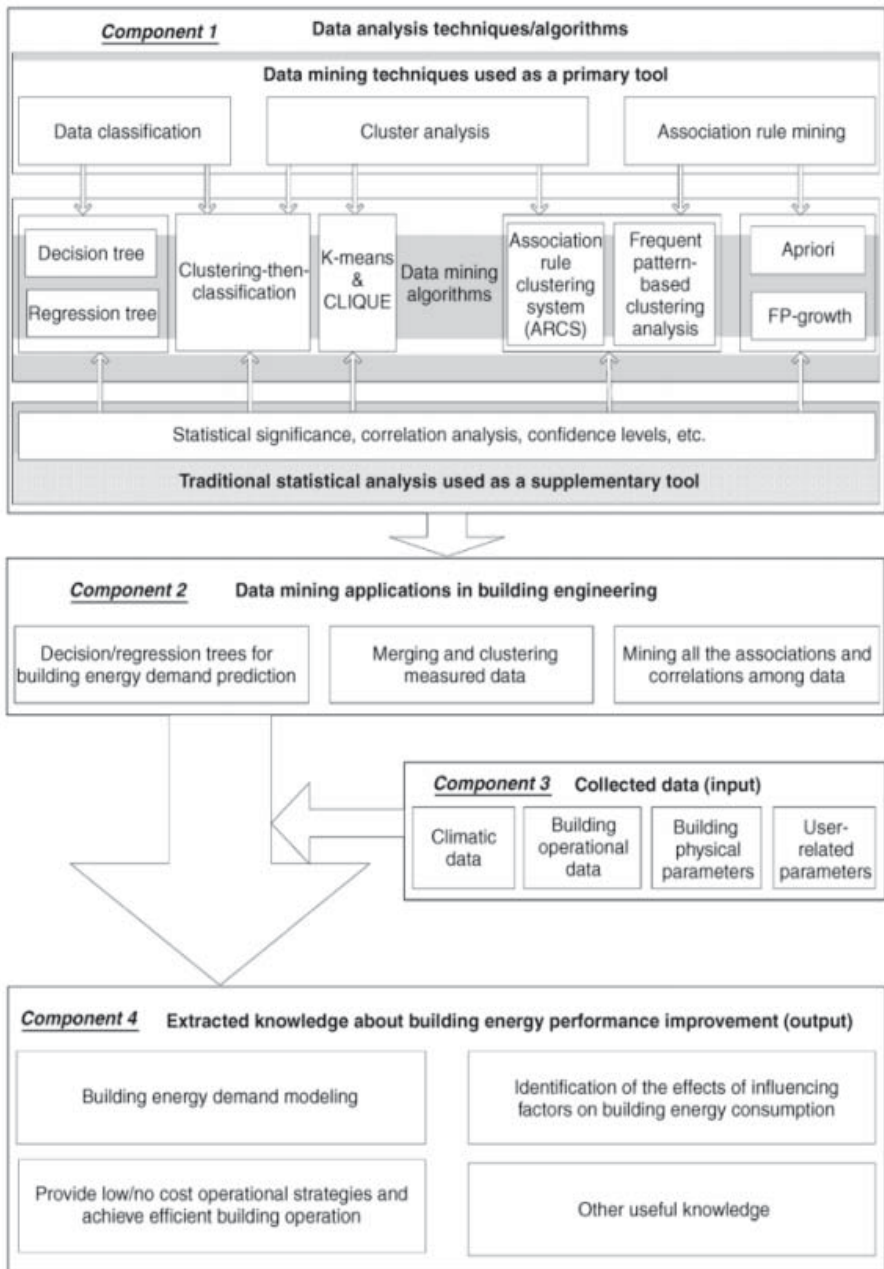 Component 1 Data analysis techniques/algorithms
Data mining techniques used as a primary tool
Data classification
Cluster analysis
Association rule mining
Decision tree
Regression tree
Clustering-then-
classification
K-means
&
CLIQUE
Data mining
algorithms
Association
rule
clustering
system
(ARCS)
Frequent
pattern-
based
clustering
analysis
Apriori
FP-growth
Statistical significance, correlation analysis, confidence levels, etc.
Traditional statistical analysis used as a supplementary tool
Component 2 Data mining applications in building engineering
Decision/regression trees for
building energy demand prediction
Merging and clustering
measured data
Mining all the associations and
correlations among data
Component 3 Collected data (input)
Climatic
data
Building
operational
data
Building
physical
parameters
User-
related
parameters
Component 4 Extracted knowledge about building energy performance improvement (output)
Building energy demand modeling
Identification of the effects of influencing
factors on building energy consumption
Provide low/no cost operational strategies and
achieve efficient building operation
Other useful knowledge